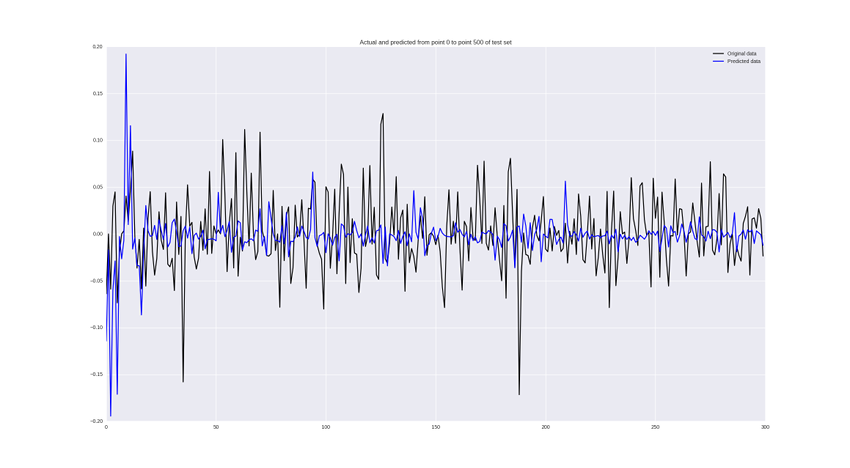 Actual and predicted from point 0 to point 500 of test set
Original data
Predicted data
0.20
0.15
0.10
0.05
0.00
−0.05
−0.10
−0.15
−0.20
0 50 100 150 200 250 300